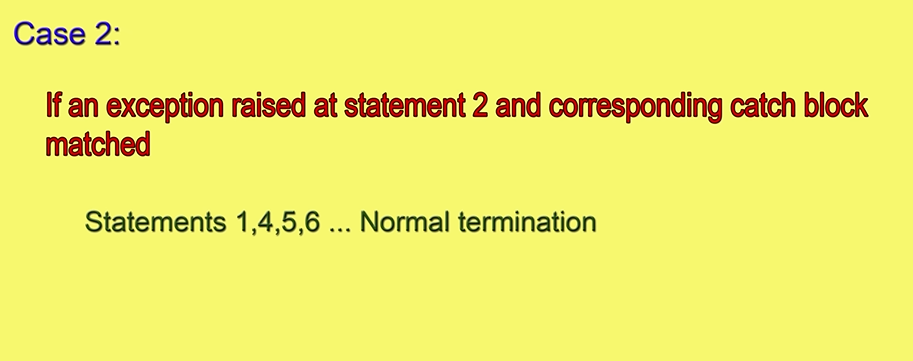 Case 2:
If an exception raised at statement 2 and corresponding catch block
matched
Statements 1,4,5,6 ... Normal termination